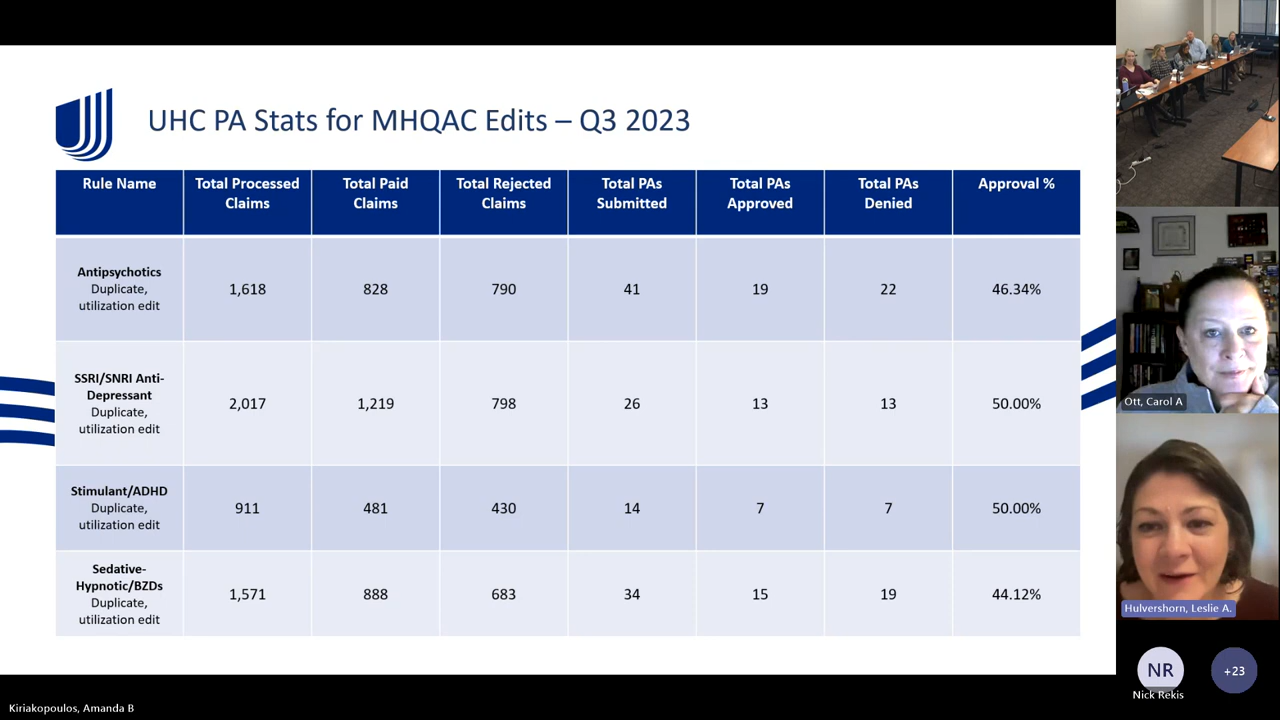 UHC PA Stats for MHQAC Edits – Q3 2023
Rule Name
Total Processed
Claims
Total Paid
Claims
Total Rejected
Claims
Total PAs
Submitted
Total PAs
Approved
Total PAs
Denied
Approval %
Antipsychotics
Duplicate,
utilization edit
1,618
828
790
41
19
22
46.34%
SSRI/SNRI Anti-
Depressant
Duplicate,
utilization edit
2,017
1,219
798
26
13
13
50.00%
Stimulant/ADHD
Duplicate,
utilization edit
911
481
430
14
7
7
50.00%
Sedative-
Hypnotic/BZDs
Duplicate,
utilization edit
1,571
888
683
34
15
19
44.12%
Ott, Carol A
Hulvershorn, Leslie A.
NR
Nick Rekis
+23
Kiriakopoulos, Amanda B